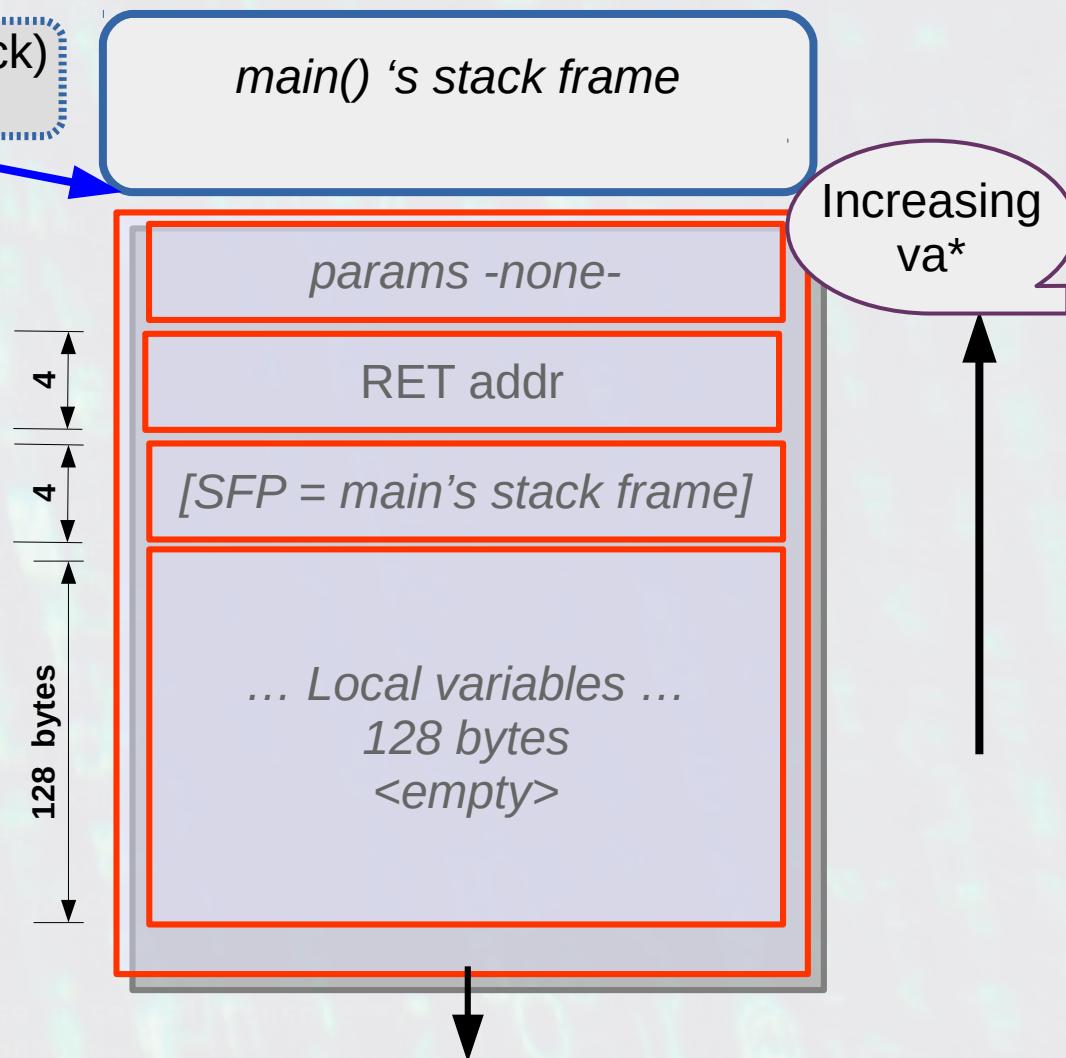 ck)
main() ‘s stack frame
Increasing
va*
params -none-
4
RET addr
4
[SFP = main’s stack frame]
128 bytes
… Local variables …
128 bytes
<empty>